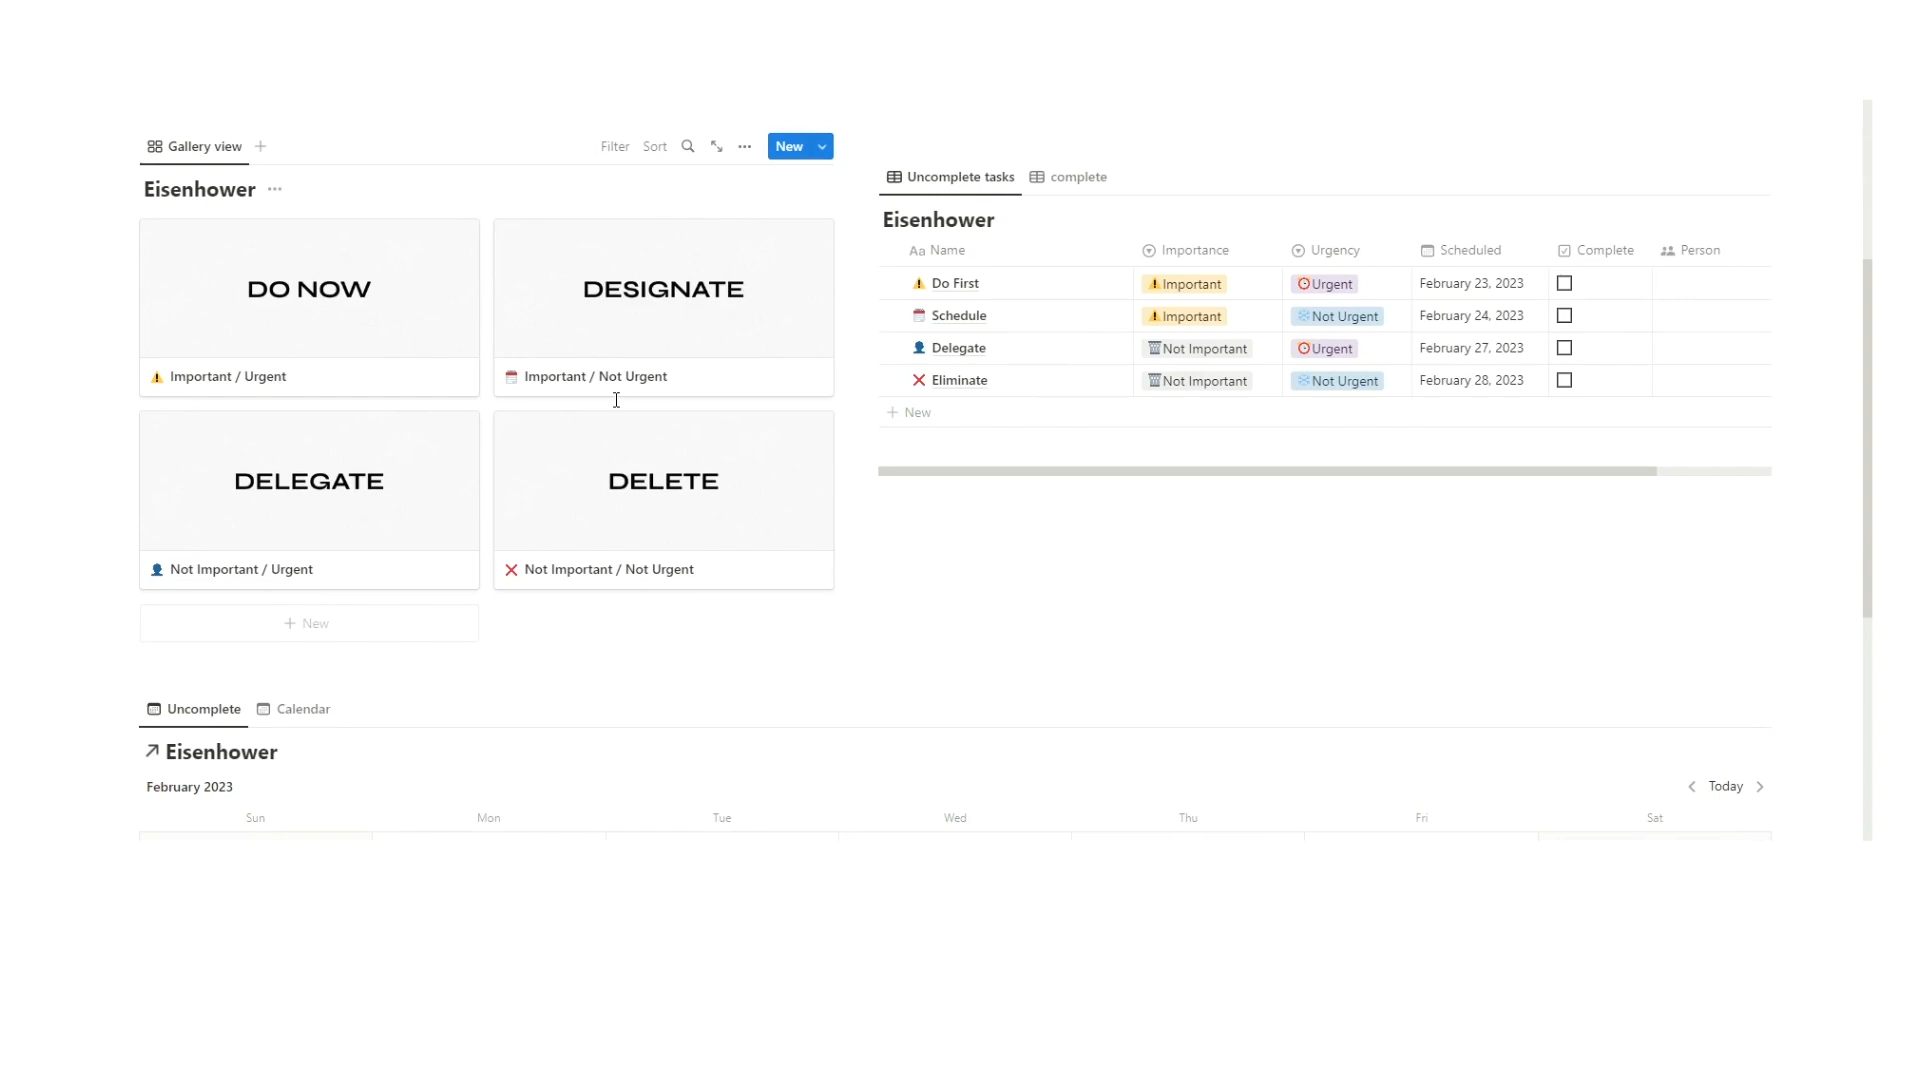 Gallery view
Filter Sort New
Eisenhower
DO NOW
Important / Urgent
DESIGNATE
Important / Not Urgent
DELEGATE
Not Important / Urgent
DELETE
Not Important / Not Urgent
+ New
Uncomplete tasks complete
Eisenhower
Aa Name Importance Urgency Scheduled Complete Person
Do First Important Urgent February 23, 2023
Schedule Important Not Urgent February 24, 2023
Delegate Not Important Urgent February 27, 2023
Eliminate Not Important Not Urgent February 28, 2023
+ New
Uncomplete Calendar
Eisenhower
February 2023 Today
Sun Mon Tue Wed Thu Fri Sat